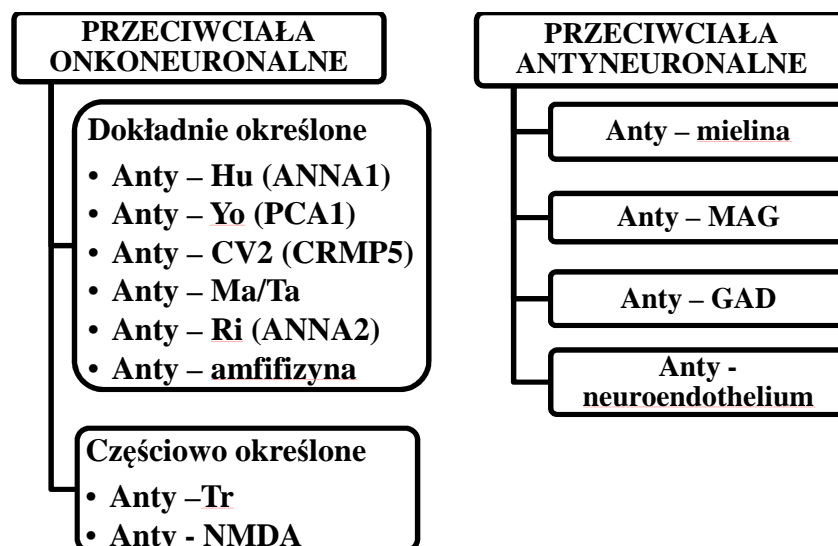 PRZECIWCIAŁA
ONKONEURONALNE
Dokładnie określone
• Anty – Hu (ANNA1)
• Anty – Yo (PCA1)
• Anty – CV2 (CRMP5)
• Anty – Ma/Ta
• Anty – Ri (ANNA2)
• Anty – amfifizyna
Częściowo określone
• Anty –Tr
• Anty - NMDA
PRZECIWCIAŁA
ANTYNEURONALNE
Anty – mielina
Anty – MAG
Anty – GAD
Anty -
neuroendothelium